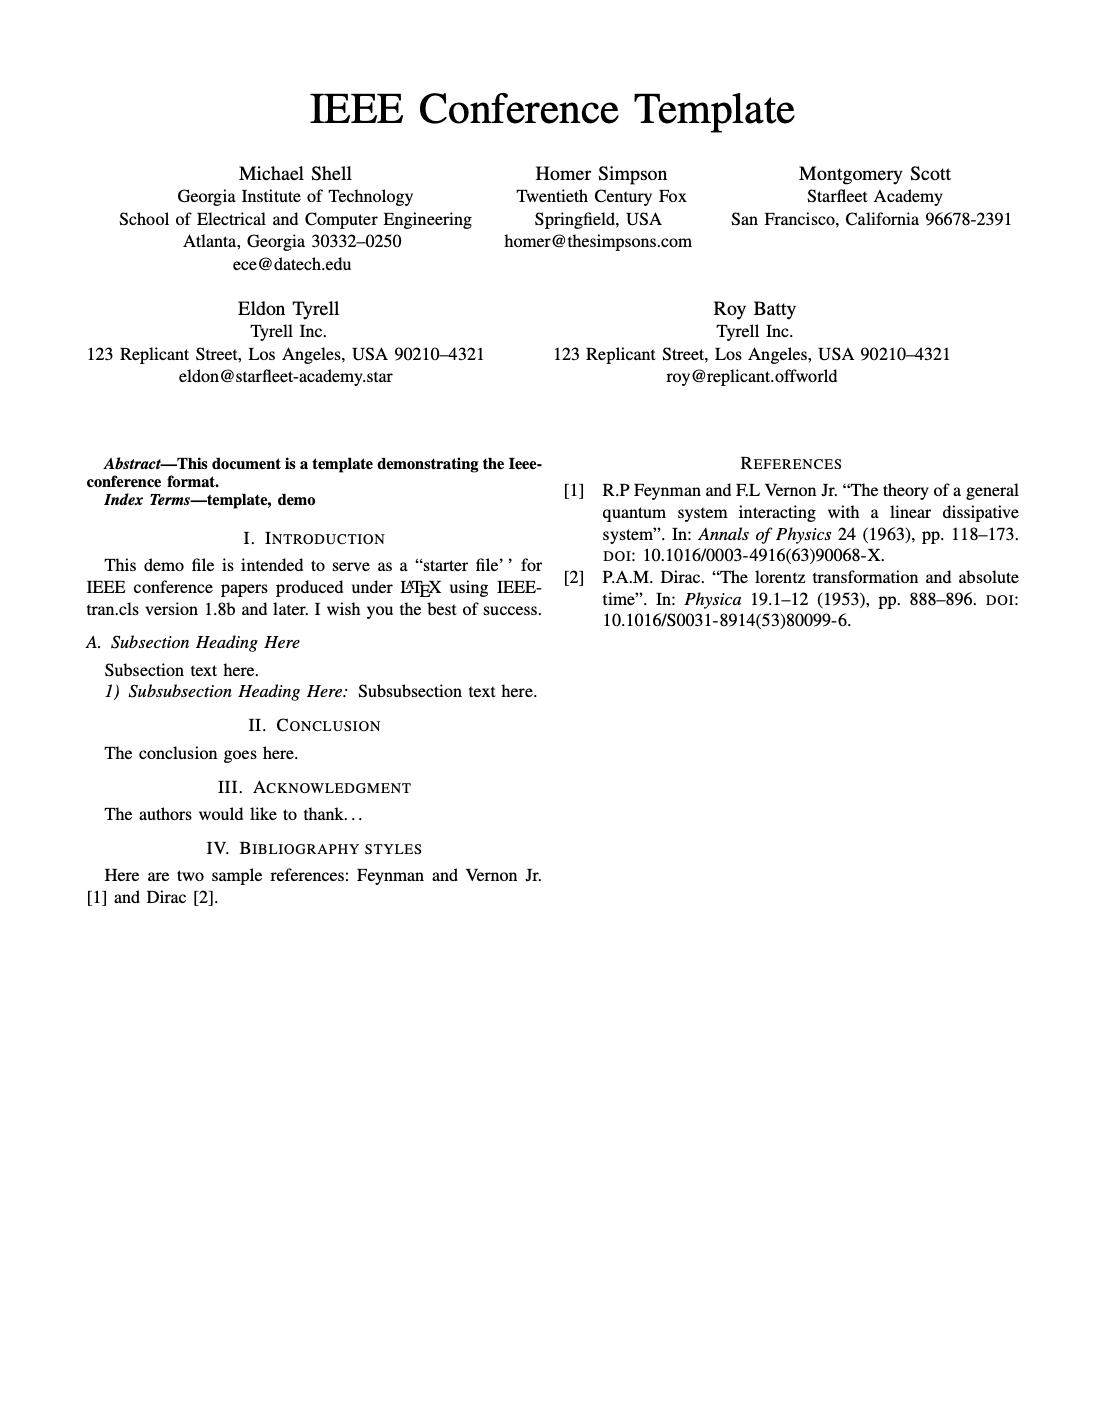 IEEE Conference Template
Michael Shell
Georgia Institute of Technology
School of Electrical and Computer Engineering
Atlanta, Georgia 30332–0250
ece@datech.edu
Homer Simpson
Twentieth Century Fox
Springfield, USA
homer@thesimpsons.com
Montgomery Scott
Starfleet Academy
San Francisco, California 96678-2391
Eldon Tyrell
Tyrell Inc.
123 Replicant Street, Los Angeles, USA 90210–4321
eldon@starfleet-academy.star
Roy Batty
Tyrell Inc.
123 Replicant Street, Los Angeles, USA 90210–4321
roy@replicant.offworld
Abstract—This document is a template demonstrating the Ieee-
conference format.
Index Terms—template, demo
I. INTRODUCTION
This demo file is intended to serve as a “starter file’ ’ for
IEEE conference papers produced under LATEX using IEEE-
tran.cls version 1.8b and later. I wish you the best of success.
A. Subsection Heading Here
Subsection text here.
1) Subsubsection Heading Here: Subsubsection text here.
II. CONCLUSION
The conclusion goes here.
III. ACKNOWLEDGMENT
The authors would like to thank. . .
IV. BIBLIOGRAPHY STYLES
Here are two sample references: Feynman and Vernon Jr.
[1] and Dirac [2].
REFERENCES
[1] R.P Feynman and F.L Vernon Jr. “The theory of a general
quantum system interacting with a linear dissipative
system”. In: Annals of Physics 24 (1963), pp. 118–173.
DOI: 10.1016/0003-4916(63)90068-X.
[2] P.A.M. Dirac. “The lorentz transformation and absolute
time”. In: Physica 19.1–12 (1953), pp. 888–896. DOI:
10.1016/S0031-8914(53)80099-6.